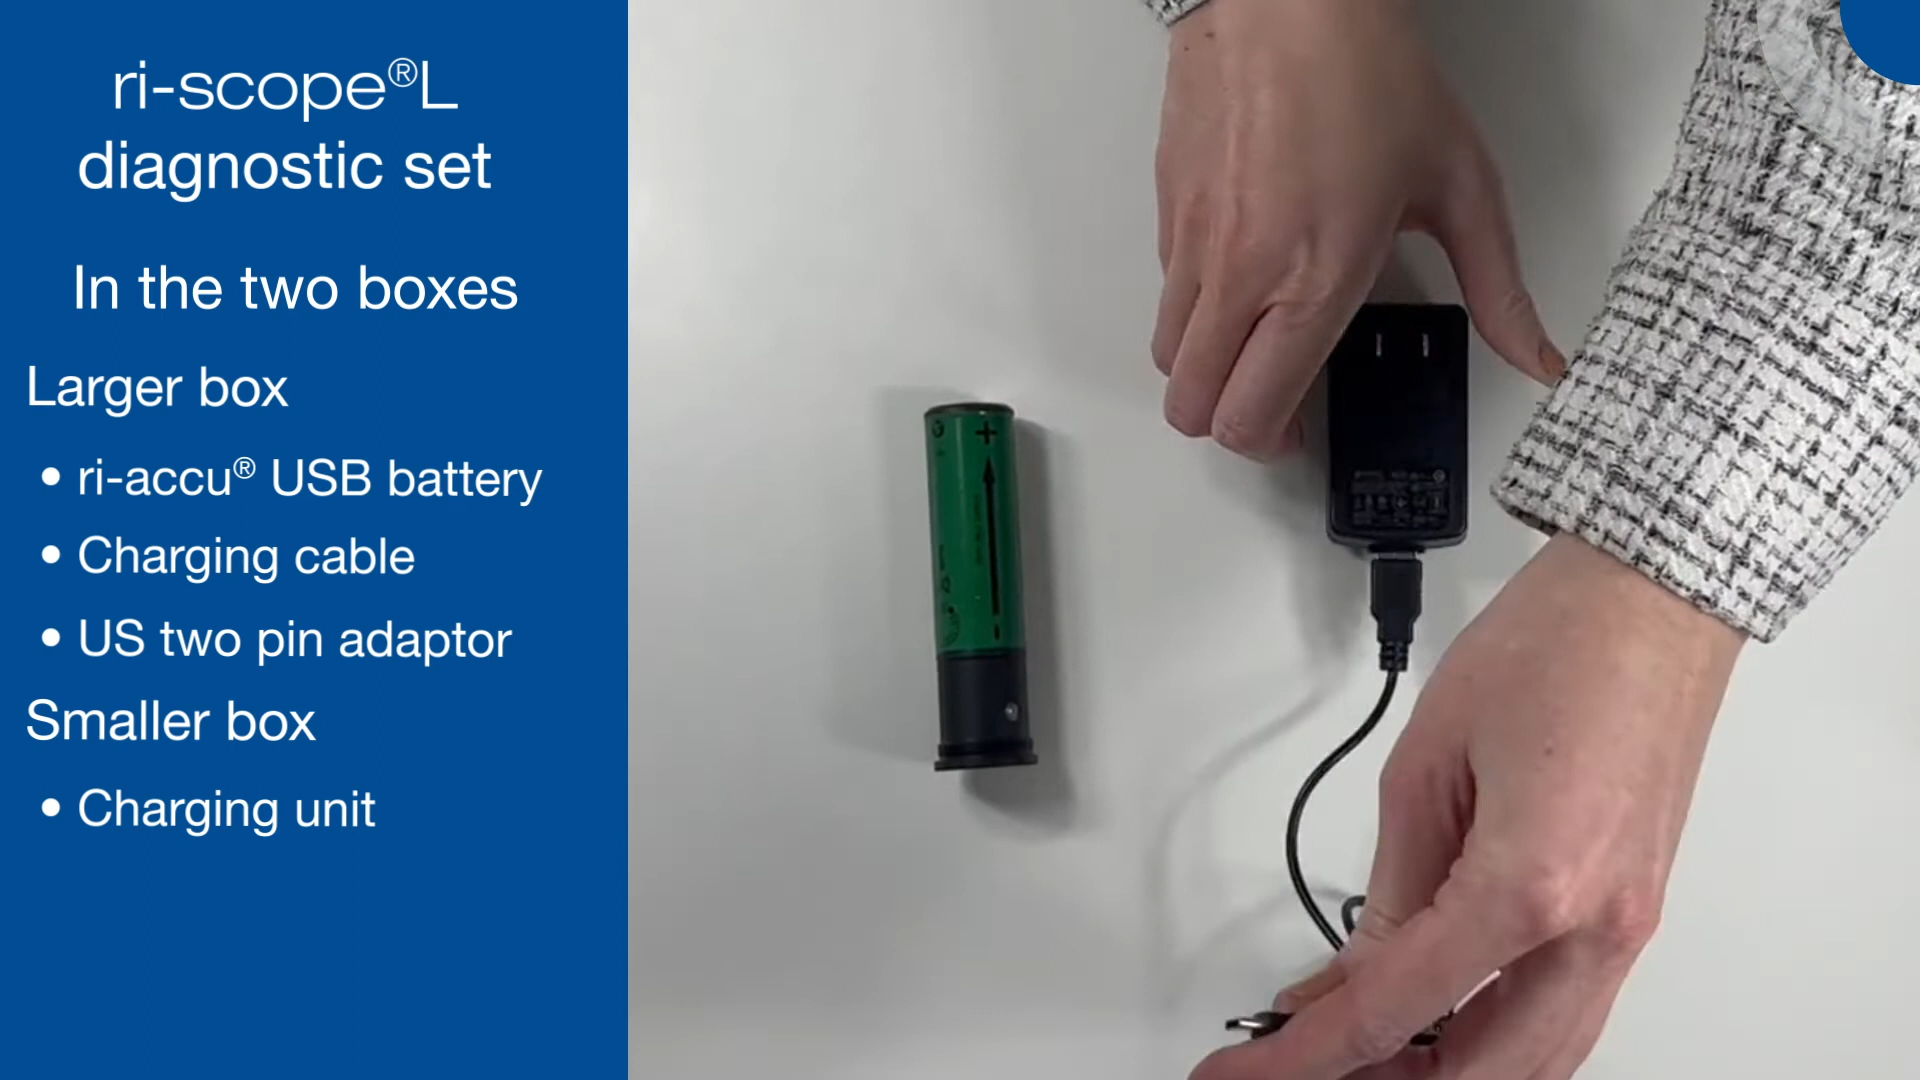 ri-scope®L
diagnostic set
In the two boxes
Larger box
• ri-accu® USB battery
• Charging cable
• US two pin adaptor
Smaller box
• Charging unit
+
-